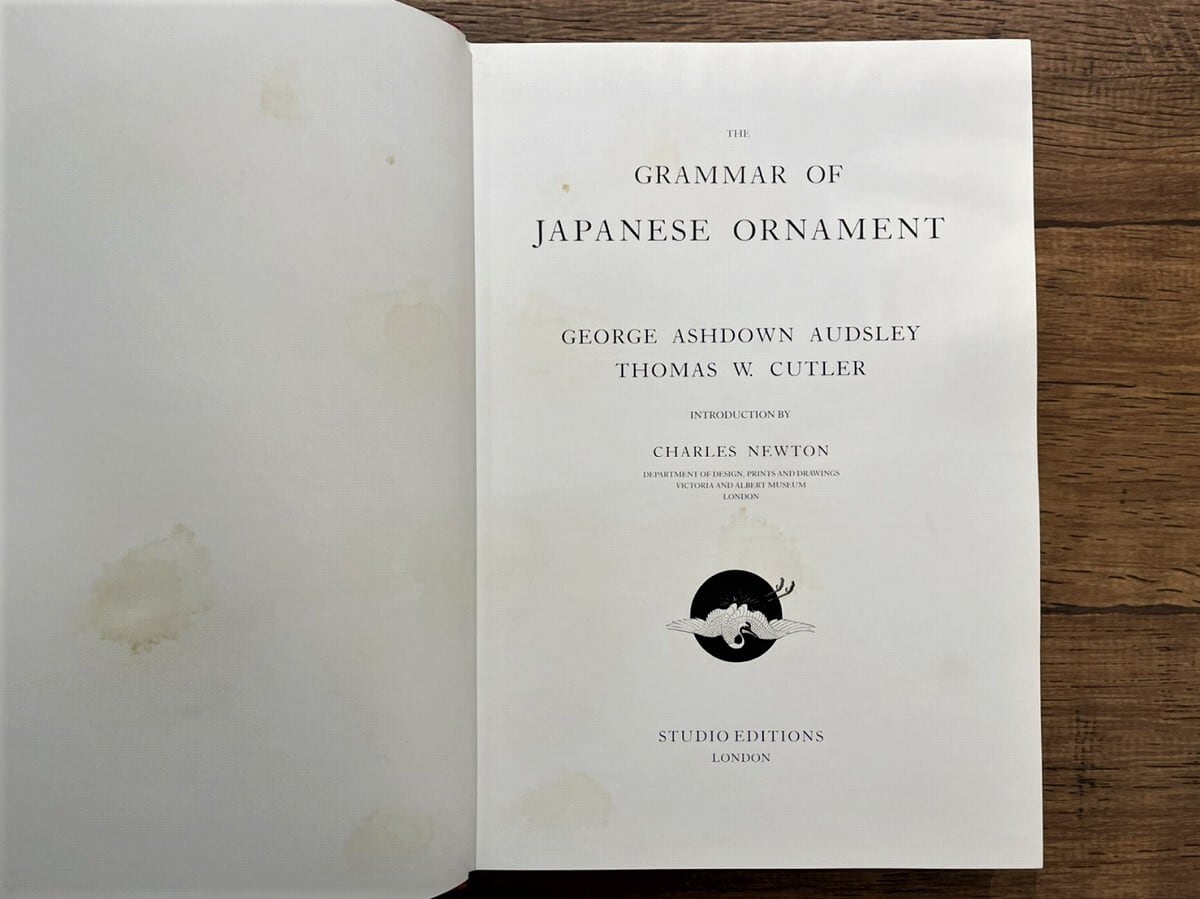 THE
GRAMMAR OF
JAPANESE ORNAMENT
GEORGE ASHDOWN AUDSLEY
THOMAS W. CUTLER
INTRODUCTION BY
CHARLES NEWTON
DEPARTMENT OF DESIGN, PRINTS AND DRAWINGS
VICTORIA AND ALBERT MUSEUM
LONDON
STUDIO EDITIONS
LONDON